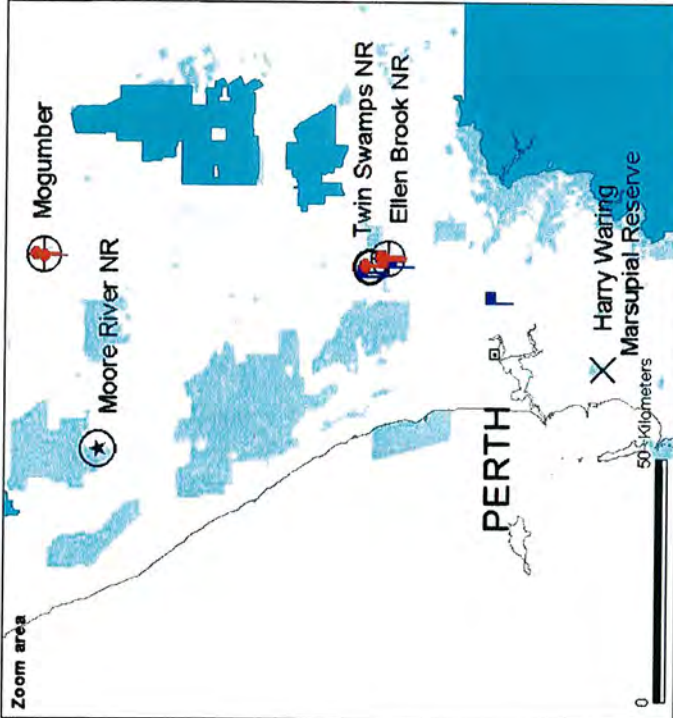 Zoom area
Mogumber
Moore River NR
Twin Swamps NR
Ellen Brook NR
PERTH
Harry Waring
Marsupial Reserve
0
50 Kilometers